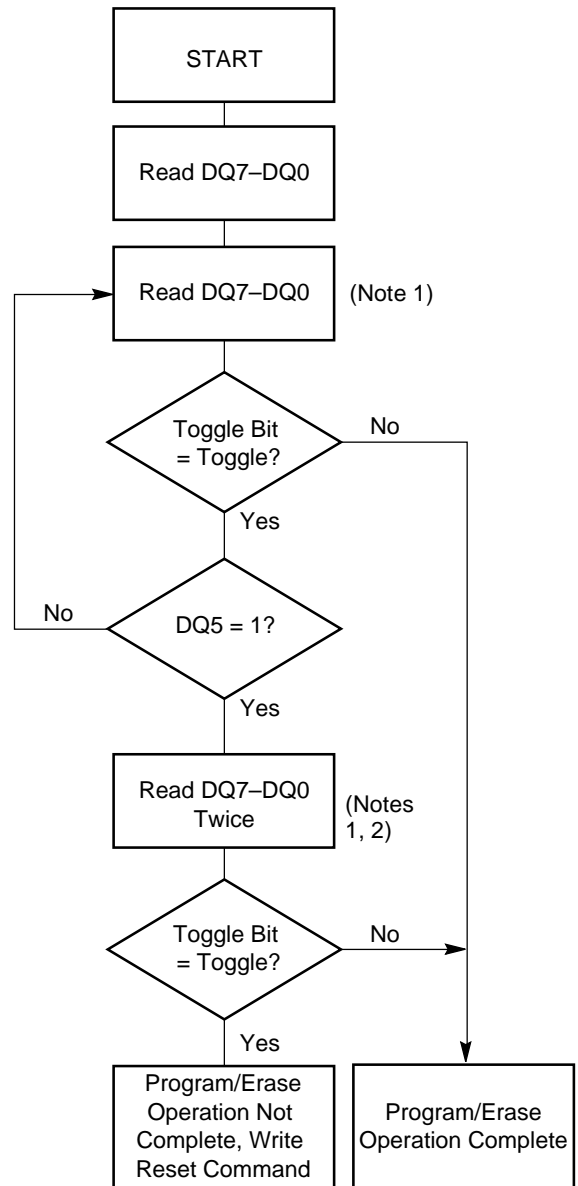 START
Read DQ7–DQ0
Read DQ7–DQ0
(Note 1)
Toggle Bit
= Toggle?
No
Yes
No
DQ5 = 1?
Yes
Read DQ7–DQ0
Twice
(Notes
1, 2)
Toggle Bit
= Toggle?
No
Yes
Program/Erase
Operation Not
Complete, Write
Reset Command
Program/Erase
Operation Complete